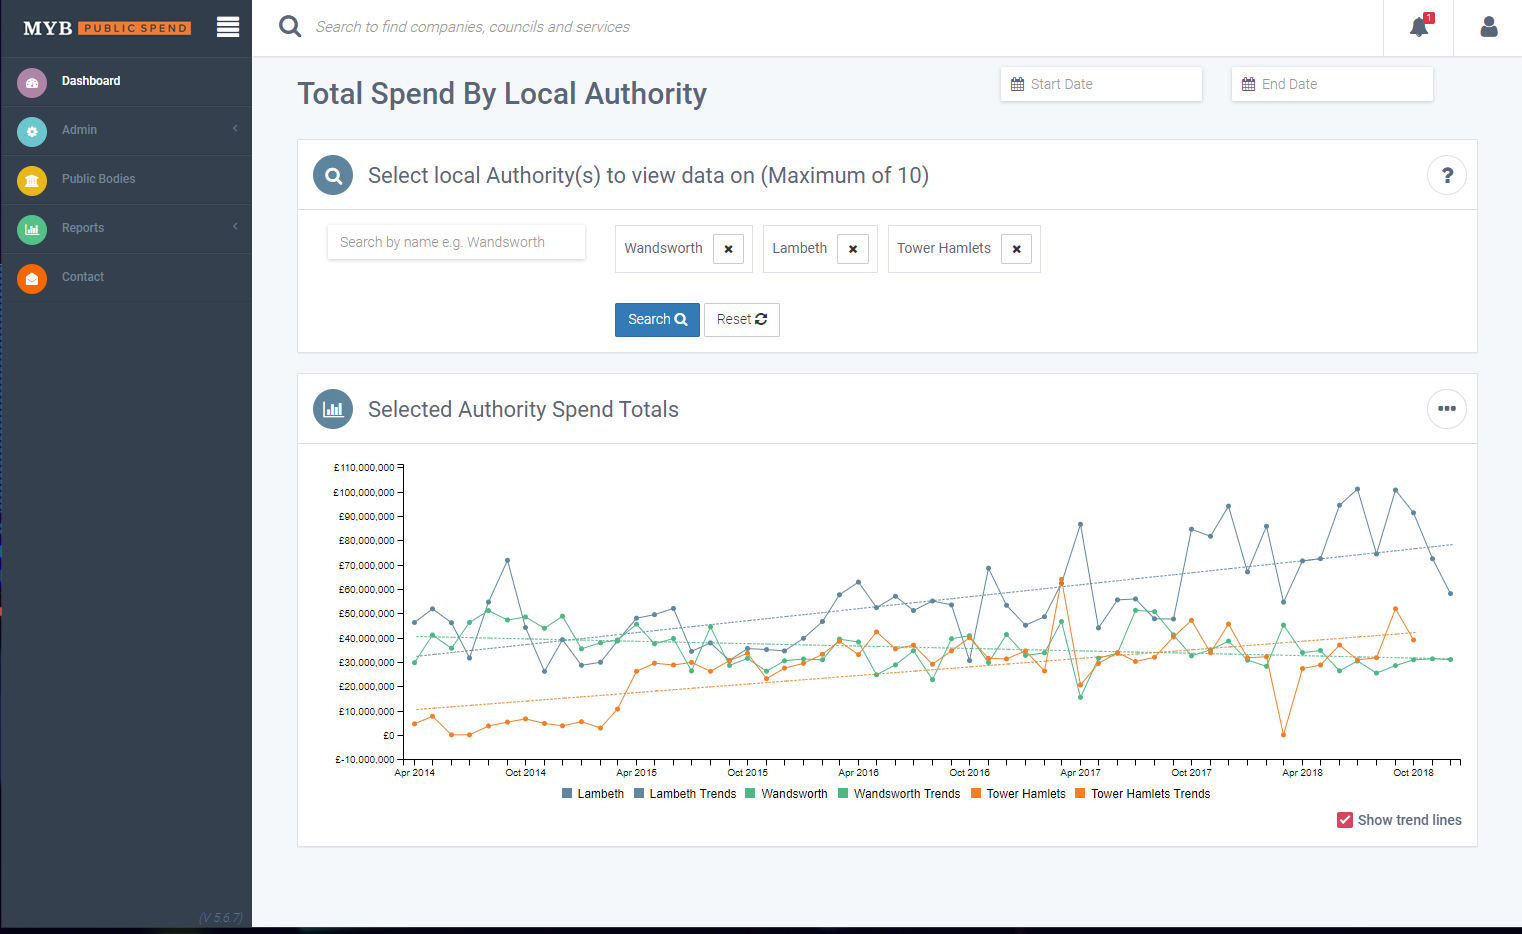 MYB PUBLIC SPEND
Search to find companies, councils and services
1
Dashboard
Admin
Public Bodies
Reports
Contact
(V 5.6.7)
Total Spend By Local Authority
Start Date
End Date
Select local Authority(s) to view data on (Maximum of 10)
?
Search by name e.g. Wandsworth
Wandsworth
Lambeth
Tower Hamlets
Search
Reset
Selected Authority Spend Totals
£110,000,000
£100,000,000
£90,000,000
£80,000,000
£70,000,000
£60,000,000
£50,000,000
£40,000,000
£30,000,000
£20,000,000
£10,000,000
£0
£-10,000,000
Apr 2014 Oct 2014 Apr 2015 Oct 2015 Apr 2016 Oct 2016 Apr 2017 Oct 2017 Apr 2018 Oct 2018
Lambeth Lambeth Trends Wandsworth Wandsworth Trends Tower Hamlets Tower Hamlets Trends
Show trend lines